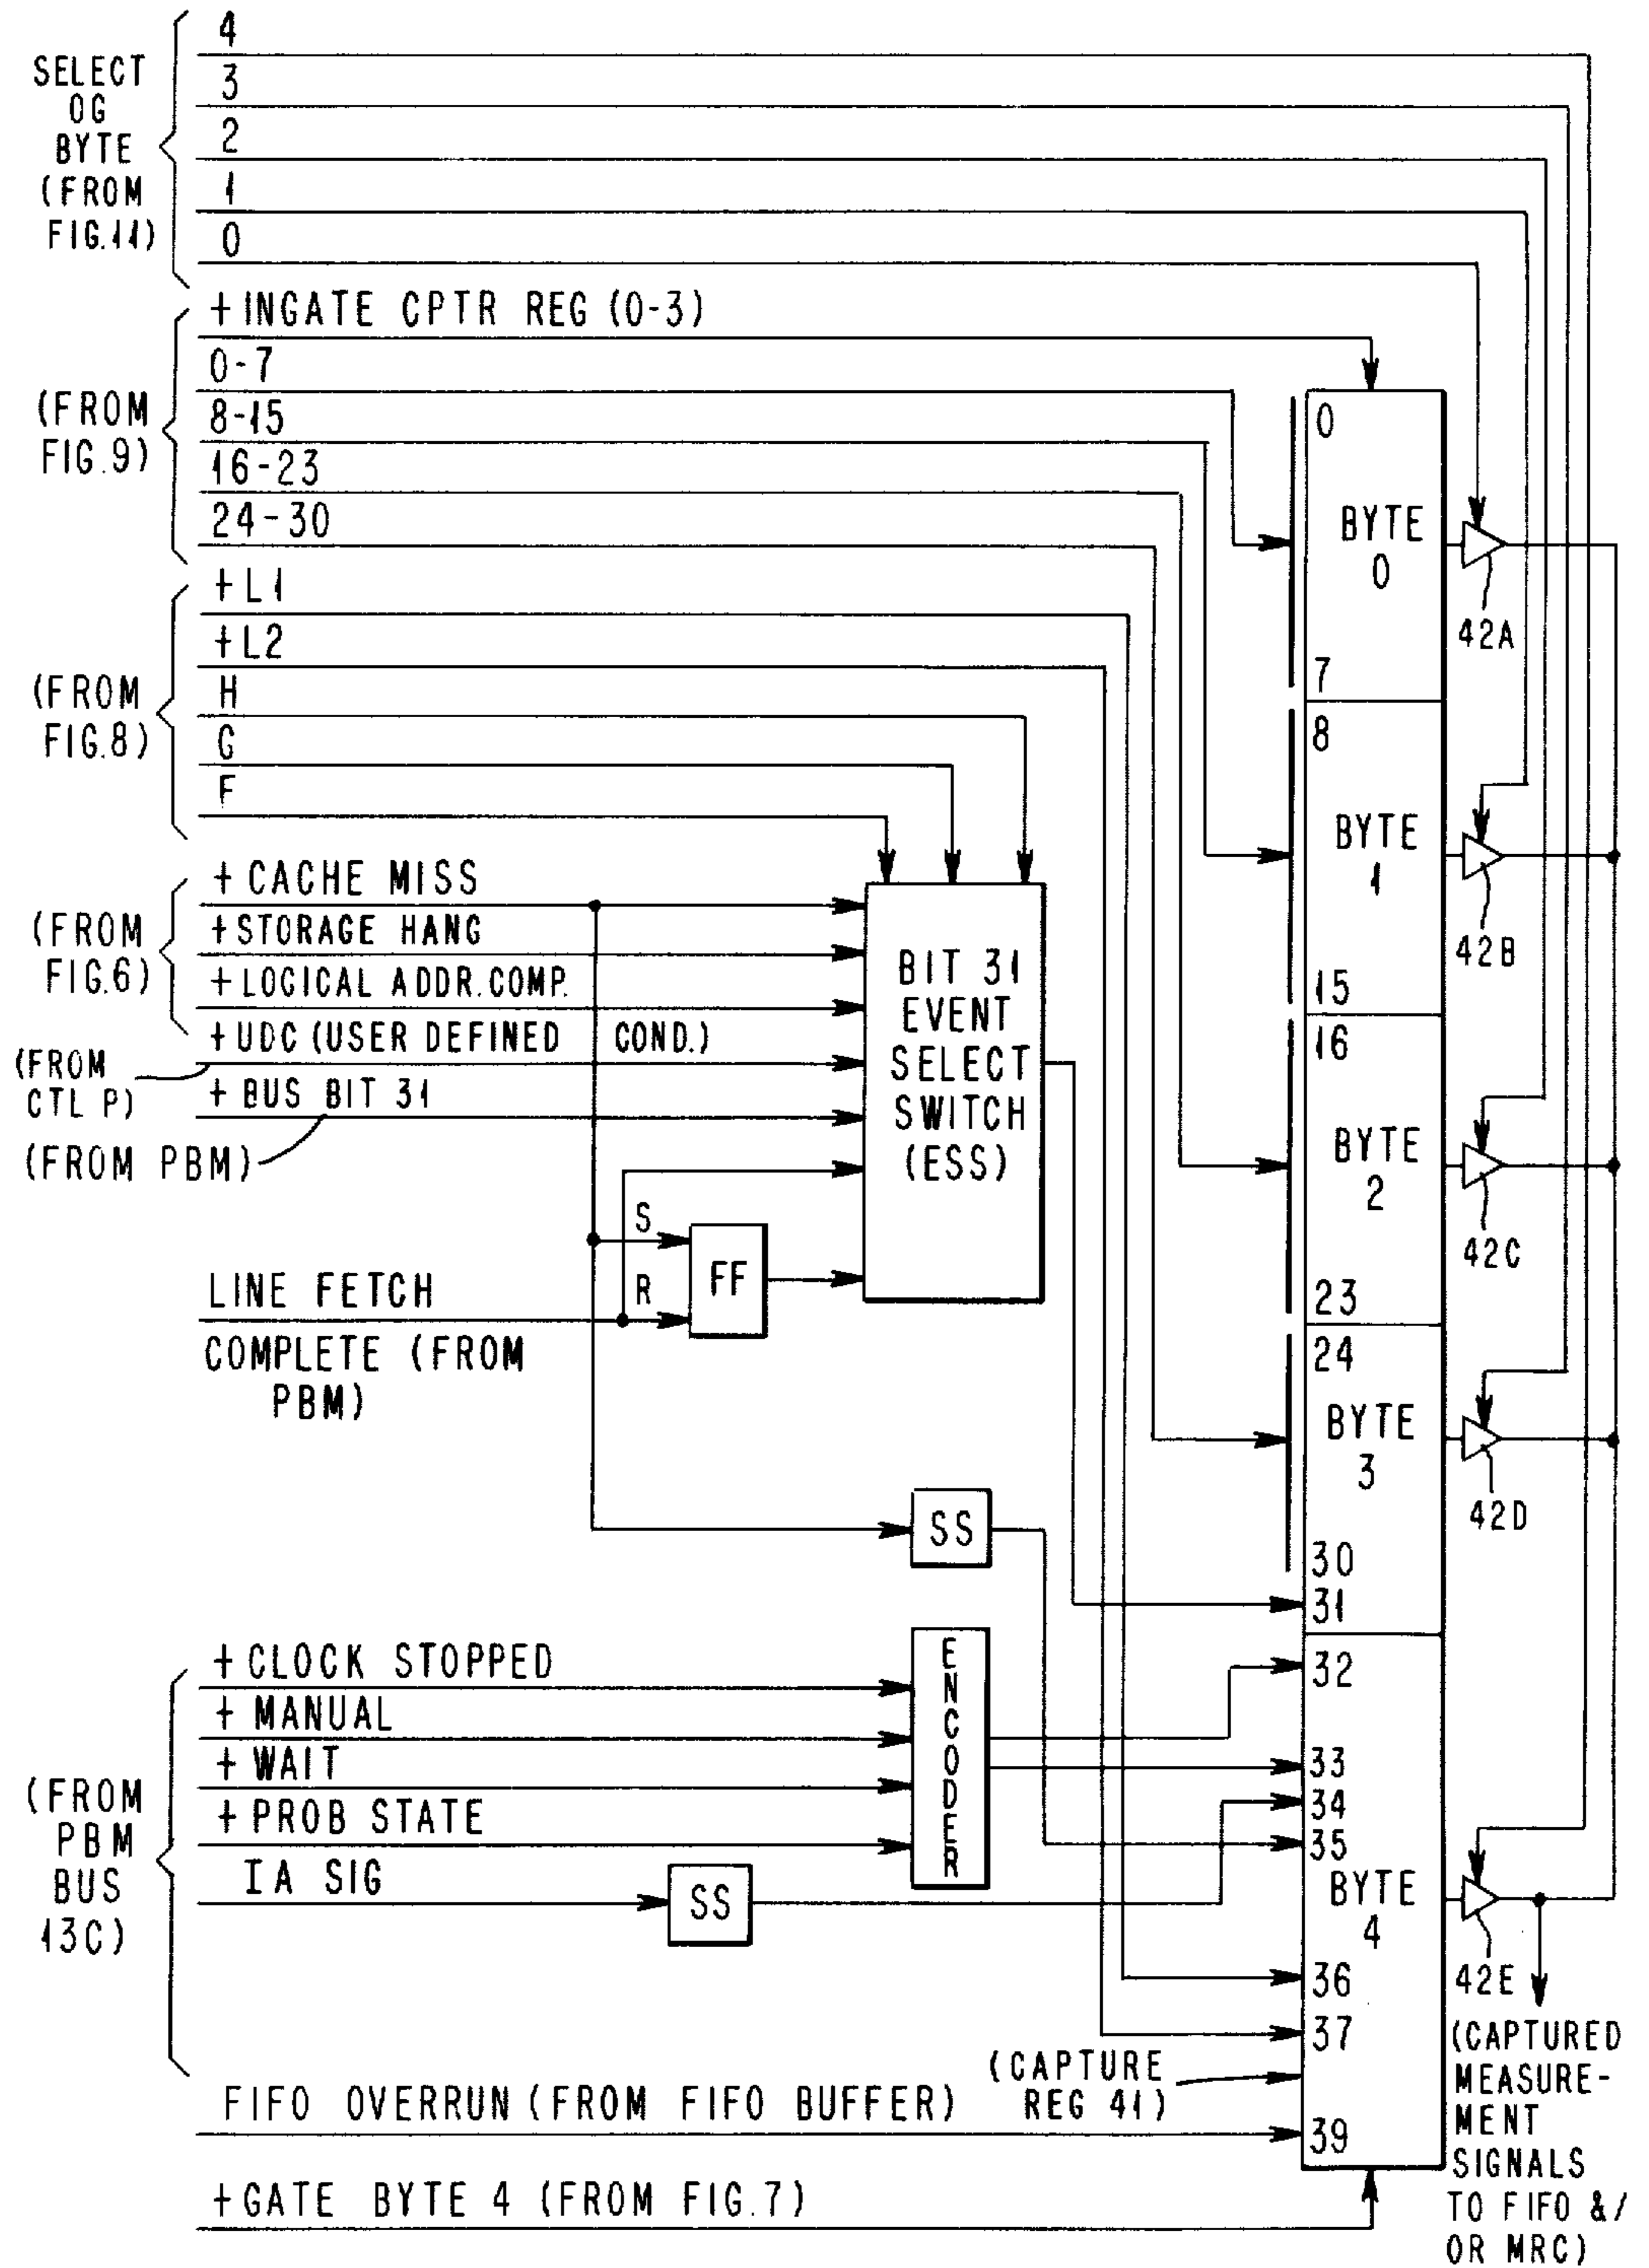 SELECT
OG
BYTE
(FROM
FIG.11)
4
3
2
1
0
(FROM
FIG.9)
+ INGATE CPTR REG (0-3)
0-7
8-15
16-23
24-30
(FROM
FIG.8)
+ L1
+ L2
H
G
F
(FROM
FIG.6)
+ CACHE MISS
+ STORAGE HANG
+ LOGICAL ADDR.COMP.
+ UDC (USER DEFINED COND.)
(FROM
CTL P)
+ BUS BIT 31
(FROM PBM)
BIT 31
EVENT
SELECT
SWITCH
(ESS)
S
R
FF
LINE FETCH
COMPLETE (FROM
PBM)
SS
(FROM
PBM
BUS
13C)
+ CLOCK STOPPED
+ MANUAL
+ WAIT
+ PROB STATE
IA SIG
SS
ENCODER
FIFO OVERRUN (FROM FIFO BUFFER)
+ GATE BYTE 4 (FROM FIG.7)
(CAPTURE
REG 41)
0
BYTE
0
7
8
BYTE
1
15
16
BYTE
2
23
24
BYTE
3
30
31
32
33
34
35
BYTE
4
36
37
39
42A
42B
42C
42D
42E
(CAPTURED
MEASURE-
MENT
SIGNALS
TO FIFO &/
OR MRC)